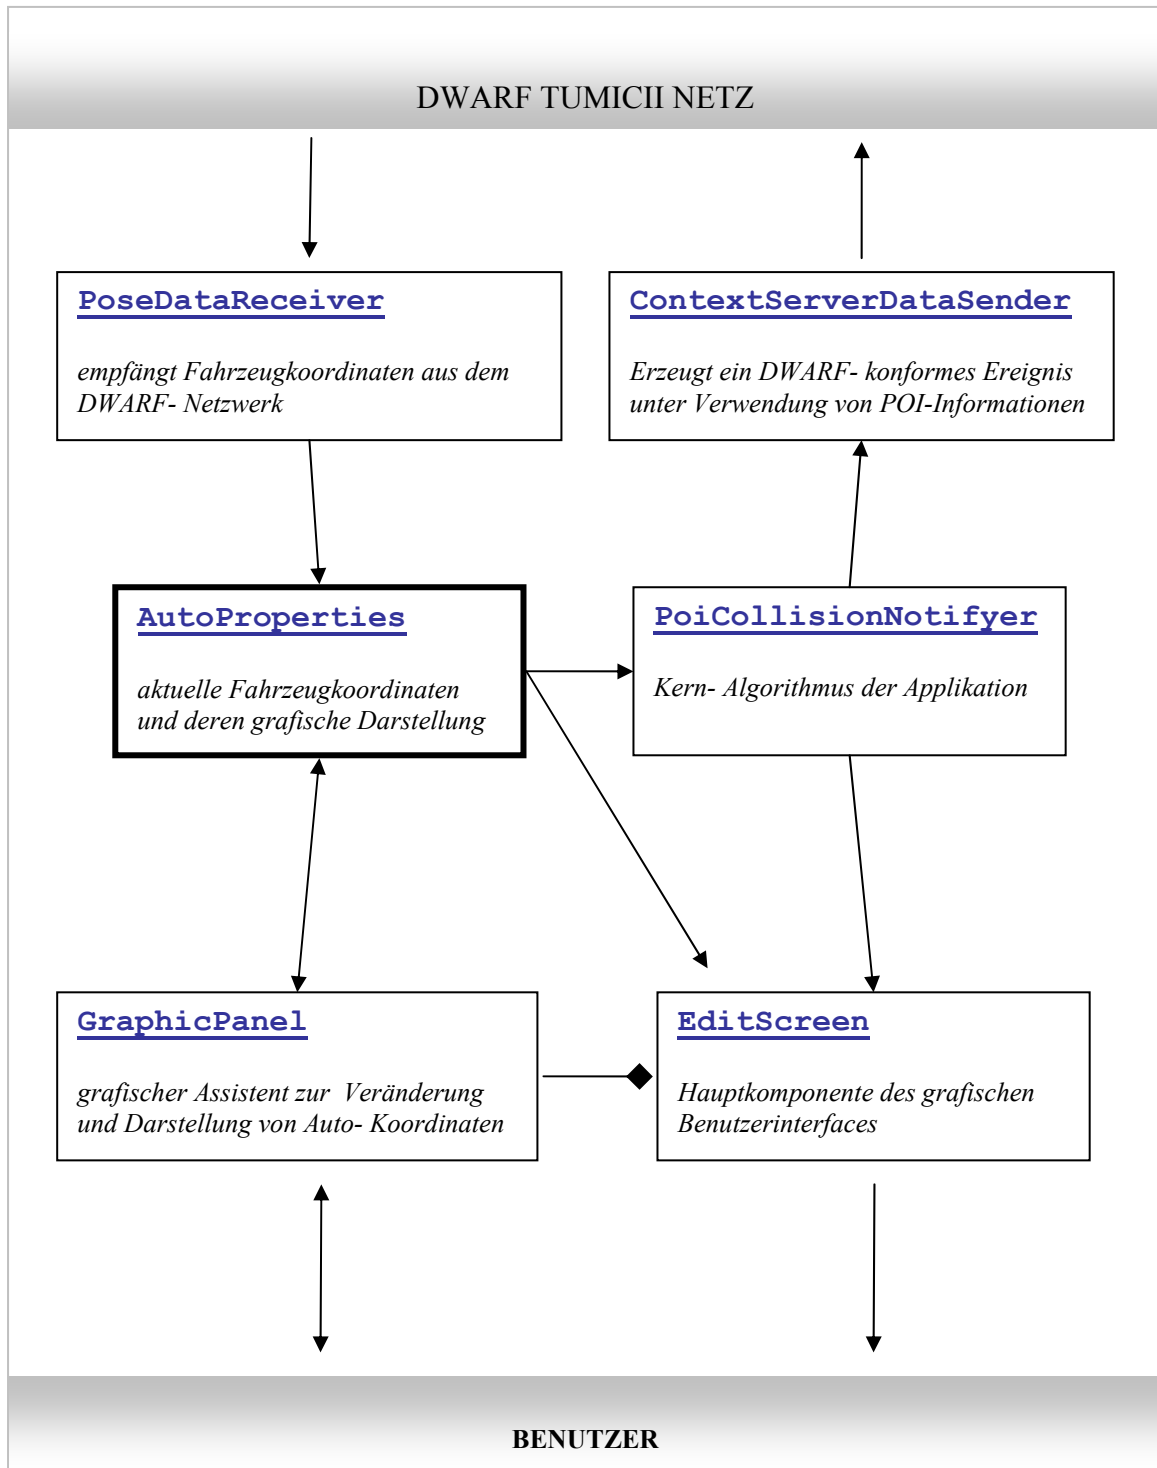 DWARF TUMICII NETZ
PoseDataReceiver
empfängt Fahrzeugkoordinaten aus dem
DWARF- Netzwerk
ContextServerDataSender
Erzeugt ein DWARF- konformes Ereignis
unter Verwendung von POI-Informationen
AutoProperties
aktuelle Fahrzeugkoordinaten
und deren grafische Darstellung
PoiCollisionNotifyer
Kern- Algorithmus der Applikation
GraphicPanel
grafischer Assistent zur Veränderung
und Darstellung von Auto- Koordinaten
EditScreen
Hauptkomponente des grafischen
Benutzerinterfaces
BENUTZER